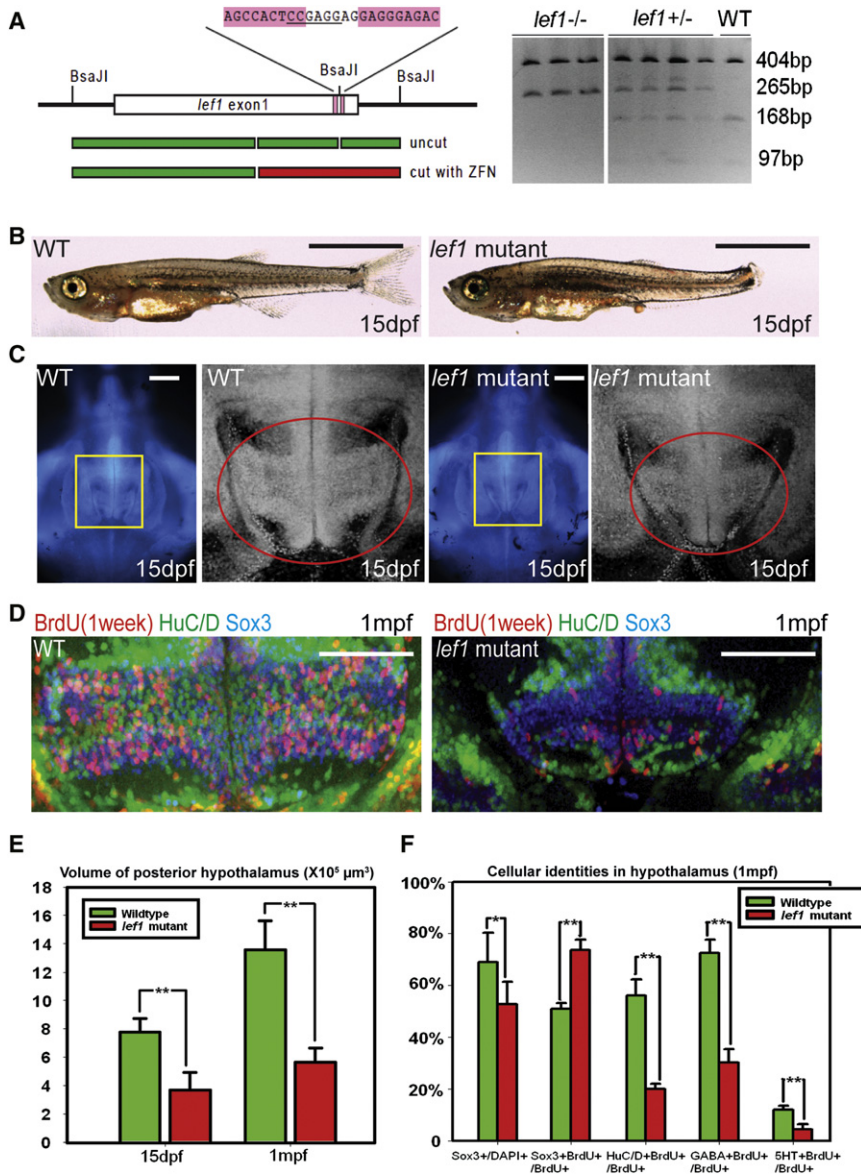 A
AGCCACTCCGAGGAGGAGGGAGAC
BsaJI
BsaJI
BsaJI
lef1 exon1
uncut
cut with ZFN
lef1-/-
lef1+/-
WT
404bp
265bp
168bp
97bp
B
WT
15dpf
lef1 mutant
15dpf
C
WT
15dpf
WT
15dpf
lef1 mutant
15dpf
lef1 mutant
15dpf
D
BrdU(1week) HuC/D Sox3
1mpf
WT
BrdU(1week) HuC/D Sox3
1mpf
lef1 mutant
E
Volume of posterior hypothalamus (X10⁵ µm³)
18
16
14
12
10
8
6
4
2
0
Wildtype
lef1 mutant
**
**
15dpf
1mpf
F
Cellular identities in hypothalamus (1mpf)
100%
80%
60%
40%
20%
0
Wildtype
lef1 mutant
*
**
**
**
**
Sox3+/DAPI+
Sox3+BrdU+
/BrdU+
HuC/D+BrdU+
/BrdU+
GABA+BrdU+
/BrdU+
5HT+BrdU+
/BrdU+